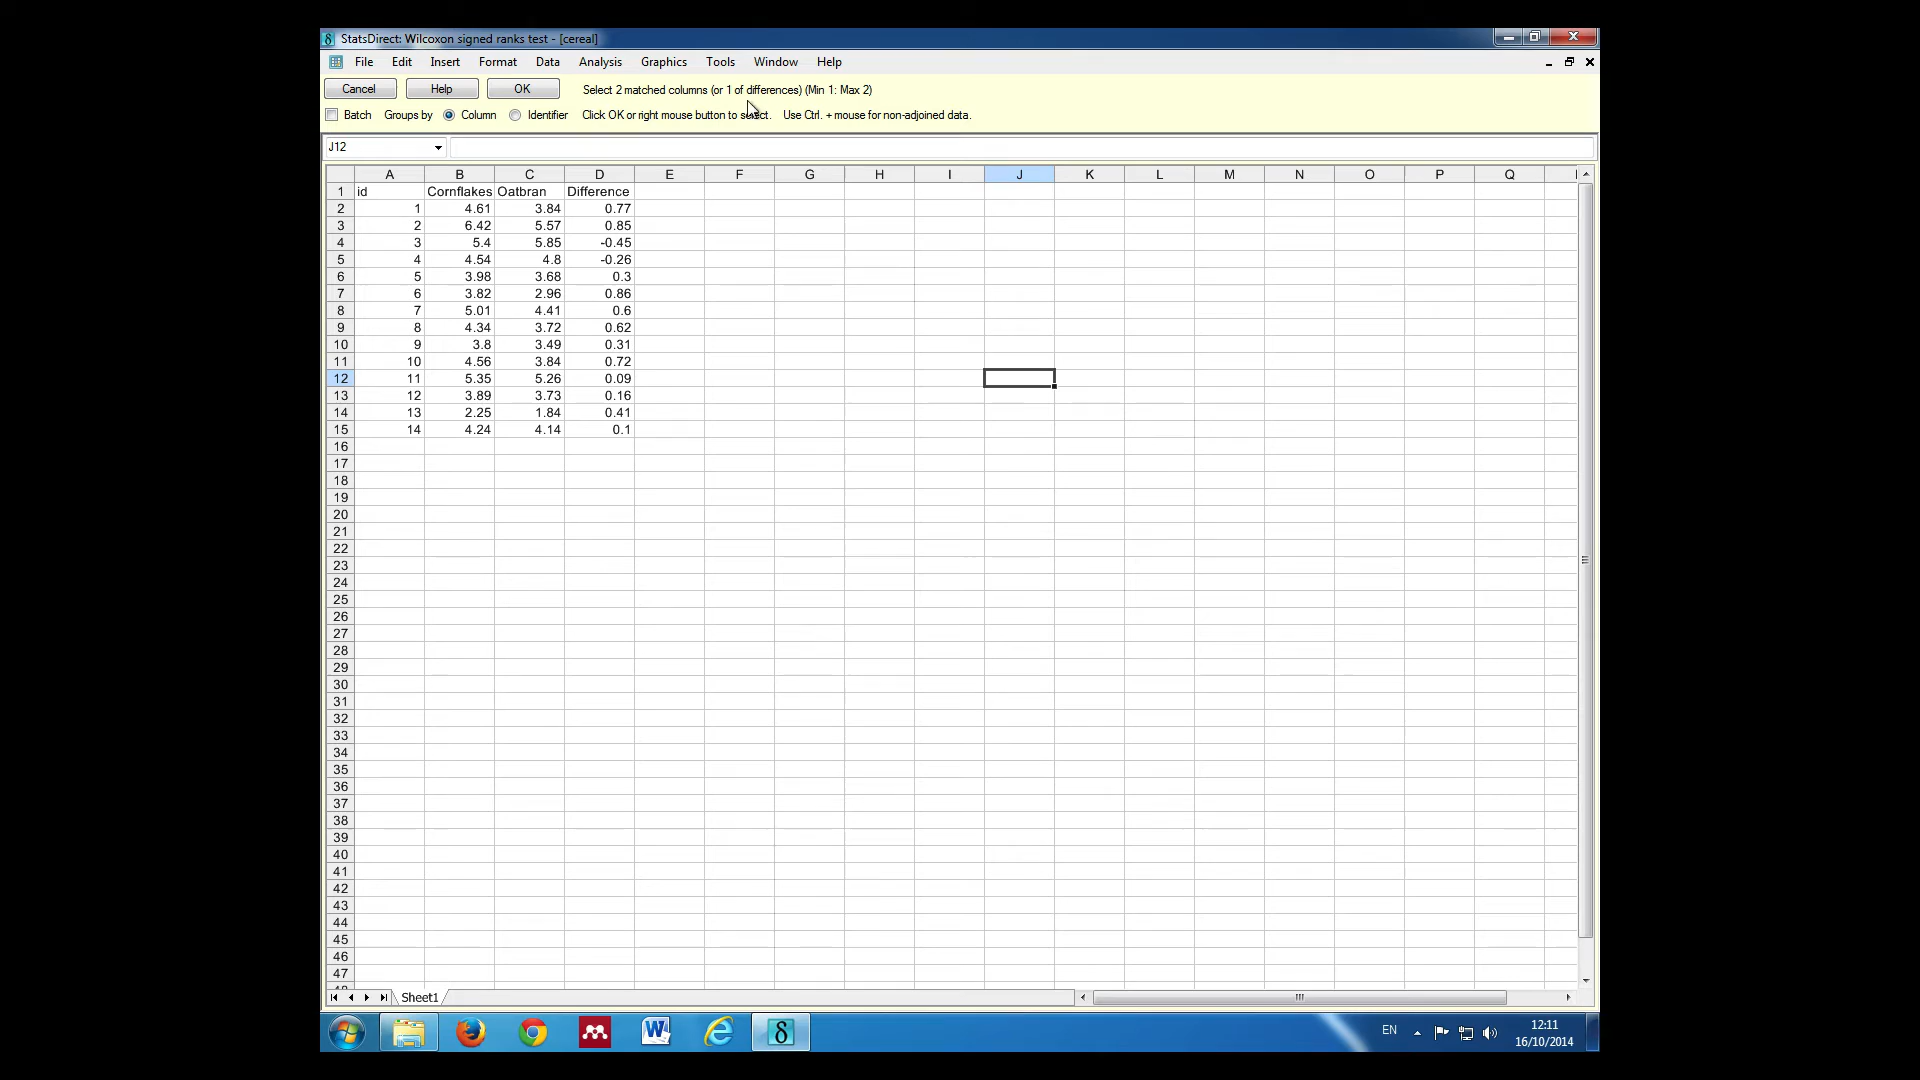 StatsDirect: Wilcoxon signed ranks test - [cereal]
File Edit Insert Format Data Analysis Graphics Tools Window Help
Cancel Help OK Select 2 matched columns (or 1 of differences) (Min 1: Max 2)
Batch Groups by Column Identifier Click OK or right mouse button to select. Use Ctrl. + mouse for non-adjoined data.
J12
A B C D E F G H I J K L M N O P Q
1 id Cornflakes Oatbran Difference
2 1 4.61 3.84 0.77
3 2 6.42 5.57 0.85
4 3 5.4 5.85 -0.45
5 4 4.54 4.8 -0.26
6 5 3.98 3.68 0.3
7 6 3.82 2.96 0.86
8 7 5.01 4.41 0.6
9 8 4.34 3.72 0.62
10 9 3.8 3.49 0.31
11 10 4.56 3.84 0.72
12 11 5.35 5.26 0.09
13 12 3.89 3.73 0.16
14 13 2.25 1.84 0.41
15 14 4.24 4.14 0.1
16
17
18
19
20
21
22
23
24
25
26
27
28
29
30
31
32
33
34
35
36
37
38
39
40
41
42
43
44
45
46
47
Sheet1
EN 12:11
16/10/2014